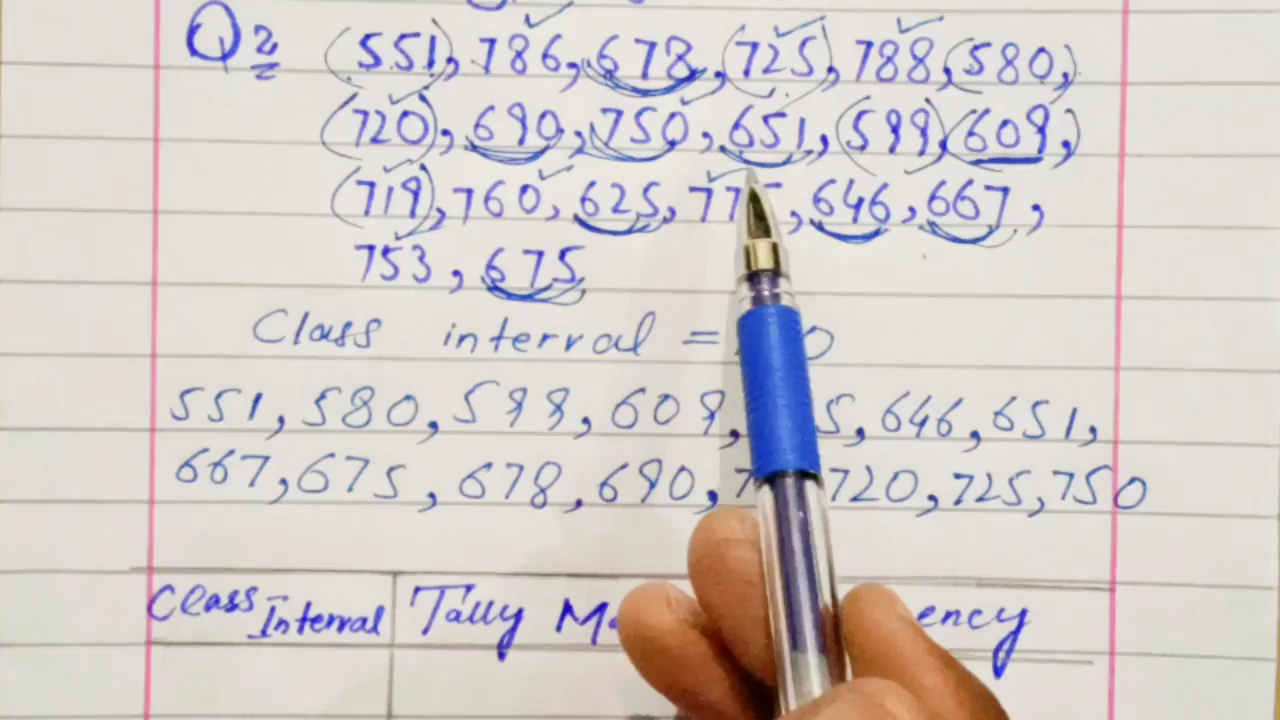 Q2 (551), 786, 678, (725), 788, (580,)
(720), 690, 750, 651, (599), (609,)
(719), 760, 625, 775, 646, 667,
753, 675
Class interval =
551, 580, 599, 609, 646, 651,
667, 675, 678, 690, 720, 725, 750
Class Interval Tally